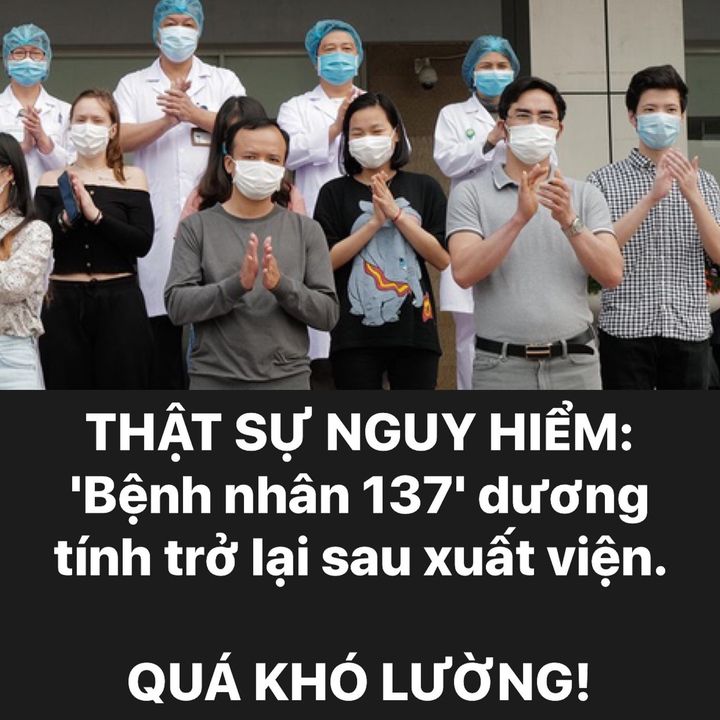 THẬT SỰ NGUY HIỂM:
'Bệnh nhân 137' dương
tính trở lại sau xuất viện.
QUÁ KHÓ LƯỜNG!